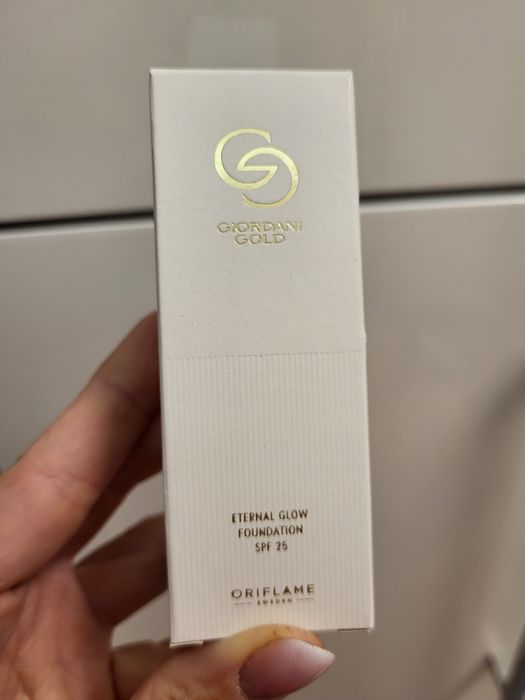 GIORDANI
GOLD
ETERNAL GLOW
FOUNDATION
SPF 25
ORIFLAME
SWEDEN